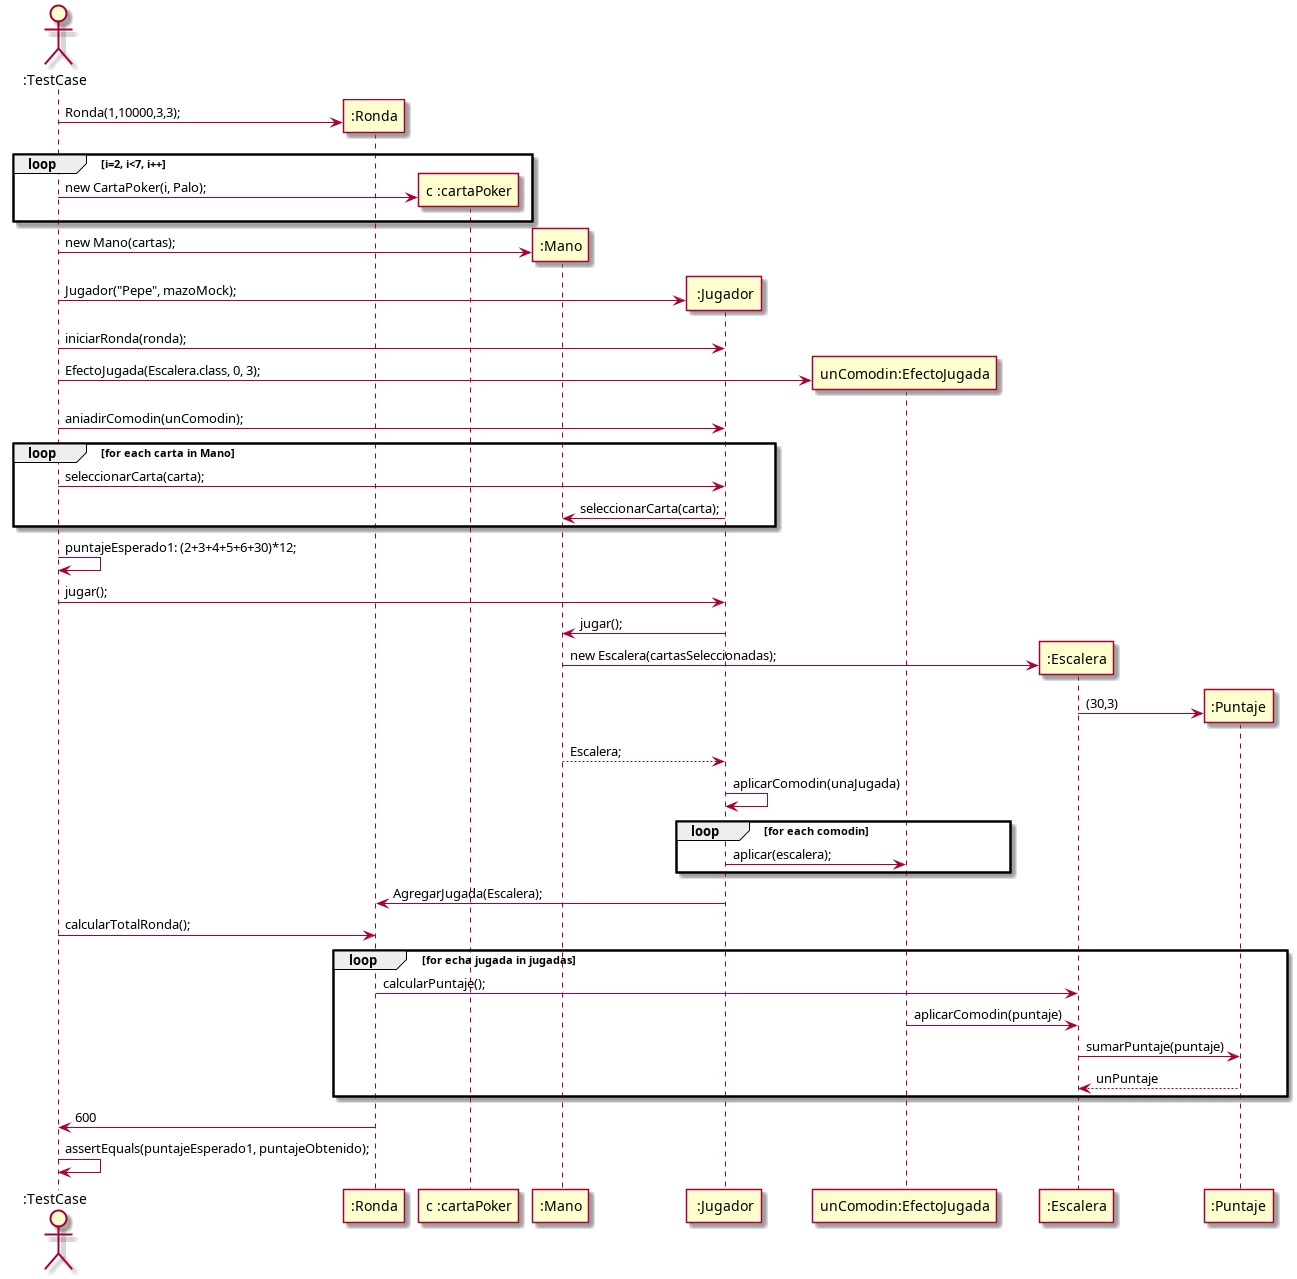 :TestCase
Ronda(1,10000,3,3);
:Ronda
loop [i=2, i<7, i++]
new CartaPoker(i, Palo);
c :cartaPoker
new Mano(cartas);
:Mano
Jugador("Pepe", mazoMock);
:Jugador
iniciarRonda(ronda);
EfectoJugada(Escalera.class, 0, 3);
unComodin:EfectoJugada
aniadirComodin(unComodin);
loop [for each carta in Mano]
seleccionarCarta(carta);
seleccionarCarta(carta);
puntajeEsperado1: (2+3+4+5+6+30)*12;
jugar();
jugar();
new Escalera(cartasSeleccionadas);
:Escalera
(30,3)
:Puntaje
Escalera;
aplicarComodin(unaJugada)
loop [for each comodin]
aplicar(escalera);
AgregarJugada(Escalera);
calcularTotalRonda();
loop [for echa jugada in jugadas]
calcularPuntaje();
aplicarComodin(puntaje)
sumarPuntaje(puntaje)
unPuntaje
600
assertEquals(puntajeEsperado1, puntajeObtenido);
:TestCase :Ronda c :cartaPoker :Mano :Jugador unComodin:EfectoJugada :Escalera :Puntaje